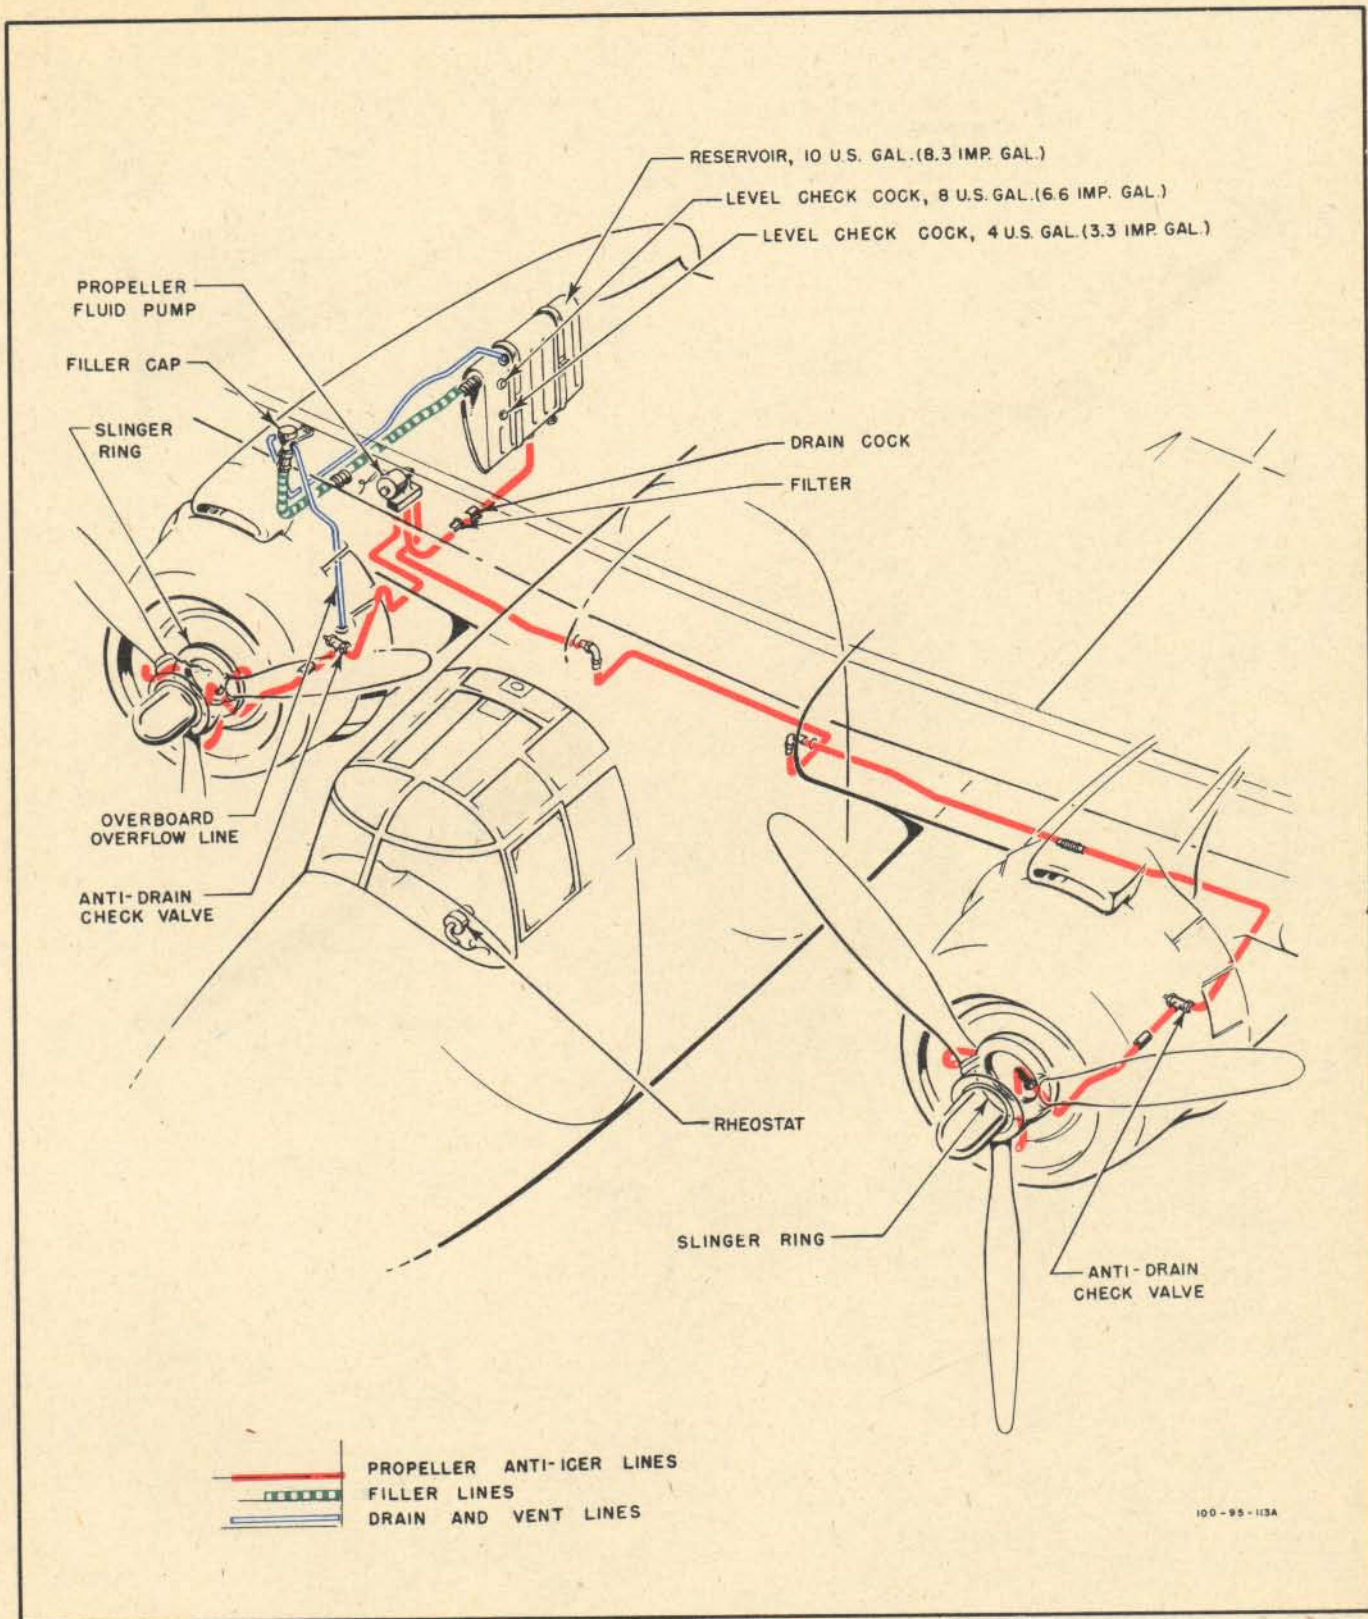 RESERVOIR, 10 U.S. GAL.(8.3 IMP. GAL.)
LEVEL CHECK COCK, 8 U.S. GAL.(6.6 IMP. GAL.)
LEVEL CHECK COCK, 4 U.S. GAL.(3.3 IMP. GAL.)
PROPELLER
FLUID PUMP
FILLER CAP
SLINGER
RING
DRAIN COCK
FILTER
OVERBOARD
OVERFLOW LINE
ANTI-DRAIN
CHECK VALVE
RHEOSTAT
SLINGER RING
ANTI-DRAIN
CHECK VALVE
PROPELLER ANTI-ICER LINES
FILLER LINES
DRAIN AND VENT LINES
100-95-113A